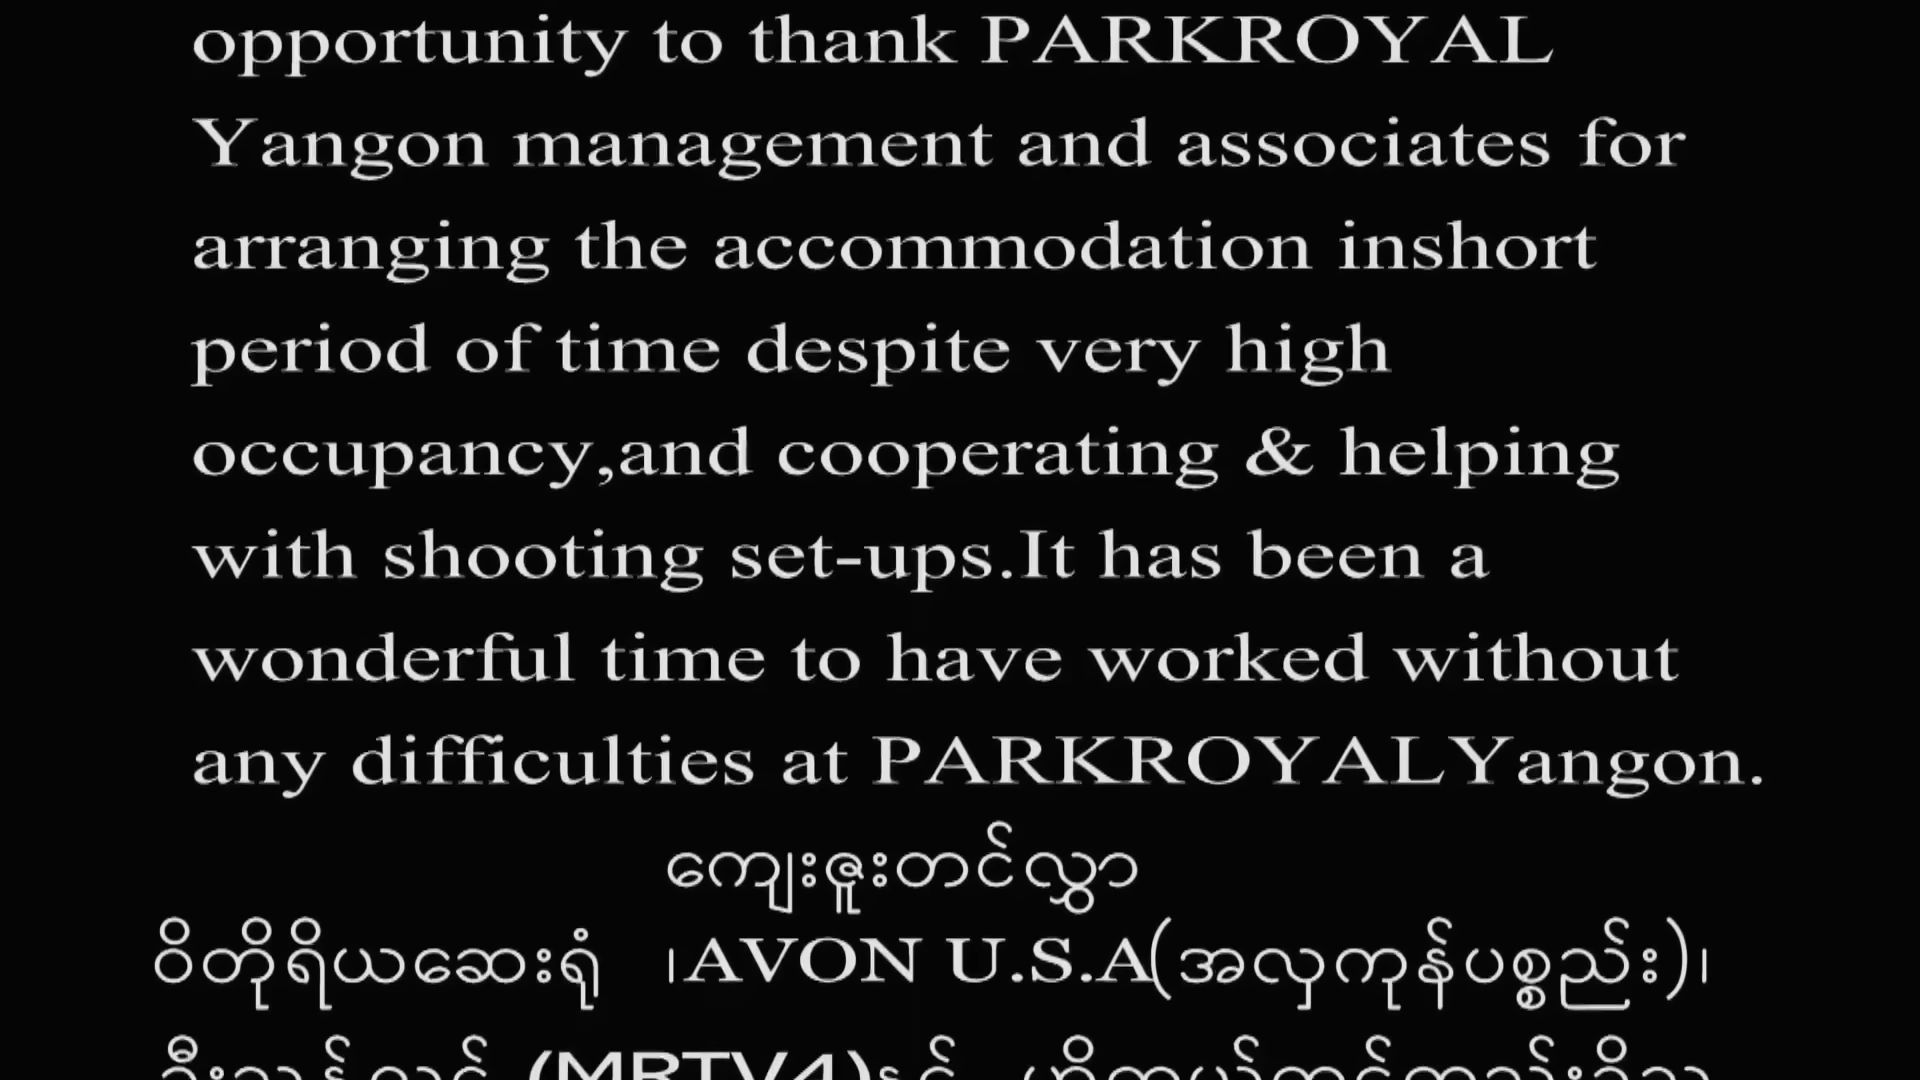 opportunity to thank PARKROYAL
Yangon management and associates for
arranging the accommodation inshort
period of time despite very high
occupancy,and cooperating & helping
with shooting set-ups.It has been a
wonderful time to have worked without
any difficulties at PARKROYALYangon.
ကျေးဇူးတင်လွှာ
ဝိတိုရိယဆေးရုံ ၊AVON U.S.A(အလှကုန်ပစ္စည်း)၊
(MRTV4)နှင့်